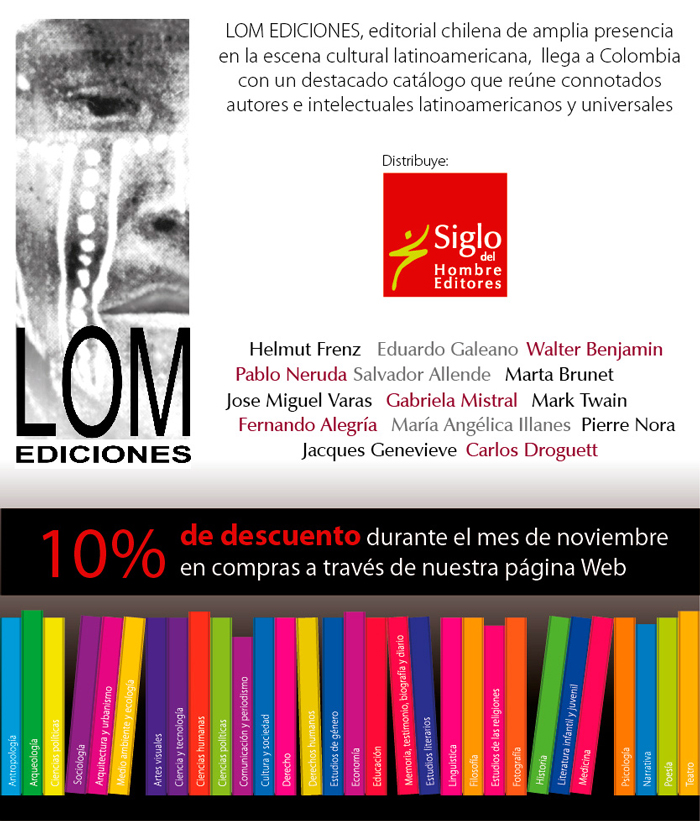 LOM EDICIONES, editorial chilena de amplia presencia
en la escena cultural latinoamericana, llega a Colombia
con un destacado catálogo que reúne connotados
autores e intelectuales latinoamericanos y universales
Distribuye:
Siglo
del
Hombre
Editores
LOM
EDICIONES
Helmut Frenz Eduardo Galeano Walter Benjamin
Pablo Neruda Salvador Allende Marta Brunet
Jose Miguel Varas Gabriela Mistral Mark Twain
Fernando Alegría María Angélica Illanes Pierre Nora
Jacques Genevieve Carlos Droguett
10% de descuento durante el mes de noviembre
en compras a través de nuestra página Web
Antropología
Arqueología
Ciencias políticas
Sociología
Arquitectura y urbanismo
Medio ambiente y ecología
Artes visuales
Ciencia y tecnología
Ciencias humanas
Ciencias políticas
Comunicación y periodismo
Cultura y sociedad
Derecho
Derechos humanos
Estudios de género
Economía
Educación
Memoria, testimonio, biografía y diario
Estudios literarios
Linguistica
Filosofía
Estudios de las religiones
Fotografía
Historia
Literatura infantil y juvenil
Medicina
Psicología
Narrativa
Poesía
Teatro